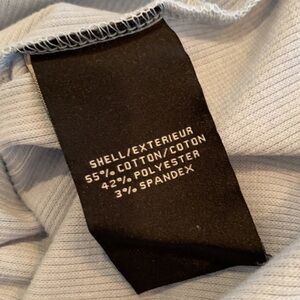 SHELL/EXTERIEUR
55% COTTON/COTON
42% POLYESTER
3% SPANDEX